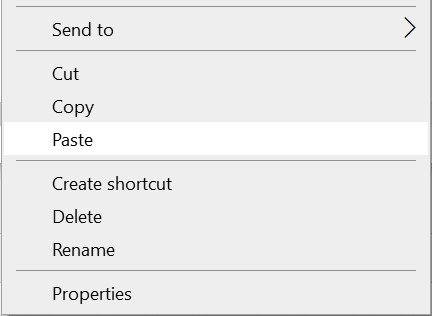 Send to
Cut
Copy
Paste
Create shortcut
Delete
Rename
Properties